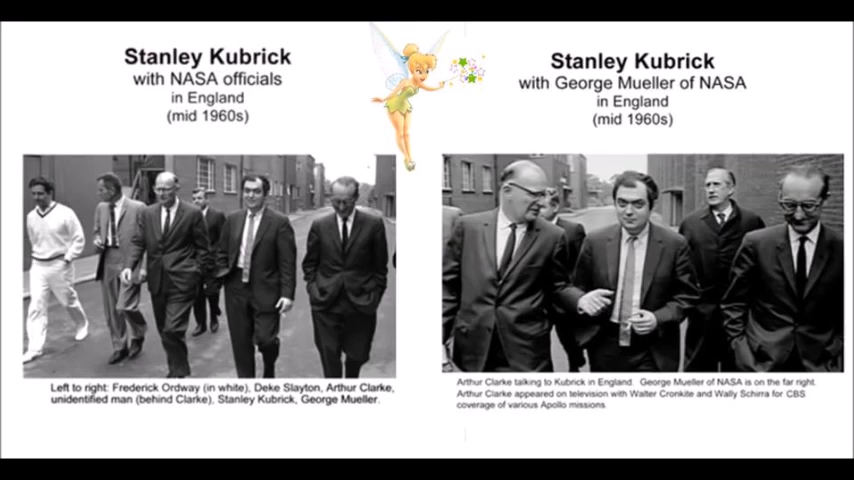 Stanley Kubrick
with NASA officials
in England
(mid 1960s)
Left to right: Frederick Ordway (in white), Deke Slayton, Arthur Clarke,
unidentified man (behind Clarke), Stanley Kubrick, George Mueller.
Stanley Kubrick
with George Mueller of NASA
in England
(mid 1960s)
Arthur Clarke talking to Kubrick in England. George Mueller of NASA is on the far right.
Arthur Clarke appeared on television with Walter Cronkite and Wally Schirra for CBS
coverage of various Apollo missions.